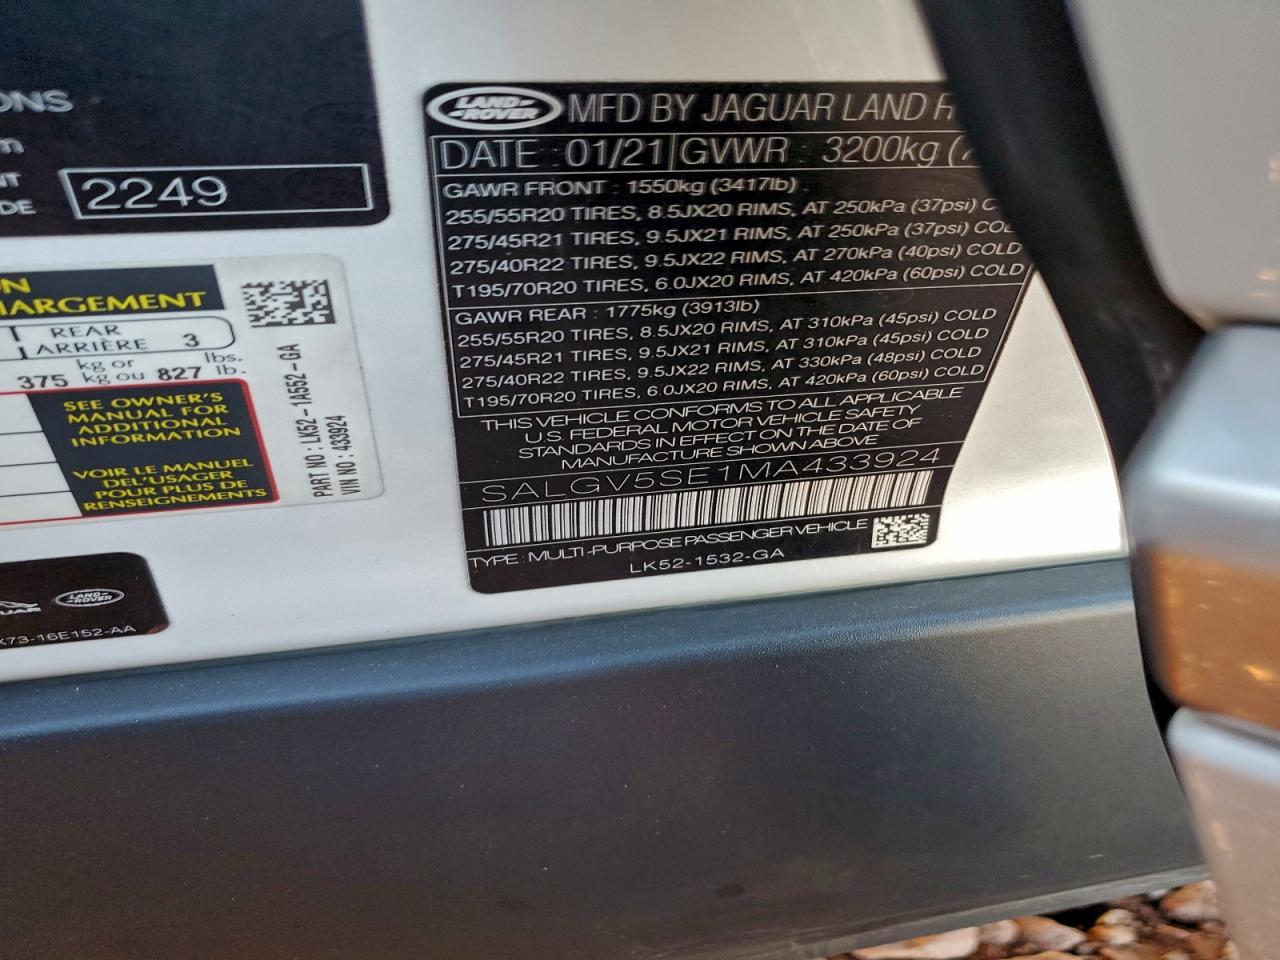 ONS
m
NT
DE 2249
ON
HARGEMENT
REAR
ARRIÈRE 3
kg or lbs.
375 kg ou 827 lb.
SEE OWNER'S
MANUAL FOR
ADDITIONAL
INFORMATION
VOIR LE MANUEL
DEL'USAGER
POUR PLUS DE
RENSEIGNEMENTS
PART NO : LK52-1A552-GA
VIN NO : 433924
UAR LAND-ROVER
K73-16E152-AA
LAND-ROVER MFD BY JAGUAR LAND R
DATE 01/21 GVWR 3200kg (7
GAWR FRONT : 1550kg (3417lb)
255/55R20 TIRES, 8.5JX20 RIMS, AT 250kPa (37psi) C
275/45R21 TIRES, 9.5JX21 RIMS, AT 250kPa (37psi) COL
275/40R22 TIRES, 9.5JX22 RIMS, AT 270kPa (40psi) COLD
T195/70R20 TIRES, 6.0JX20 RIMS, AT 420kPa (60psi) COLD
GAWR REAR : 1775kg (3913lb)
255/55R20 TIRES, 8.5JX20 RIMS, AT 310kPa (45psi) COLD
275/45R21 TIRES, 9.5JX21 RIMS, AT 310kPa (45psi) COLD
275/40R22 TIRES, 9.5JX22 RIMS, AT 330kPa (48psi) COLD
T195/70R20 TIRES, 6.0JX20 RIMS, AT 420kPa (60psi) COLD
THIS VEHICLE CONFORMS TO ALL APPLICABLE
U.S. FEDERAL MOTOR VEHICLE SAFETY
STANDARDS IN EFFECT ON THE DATE OF
MANUFACTURE SHOWN ABOVE
SALGV5SE1MA433924
TYPE : MULTI-PURPOSE PASSENGER VEHICLE
LK52-1532-GA